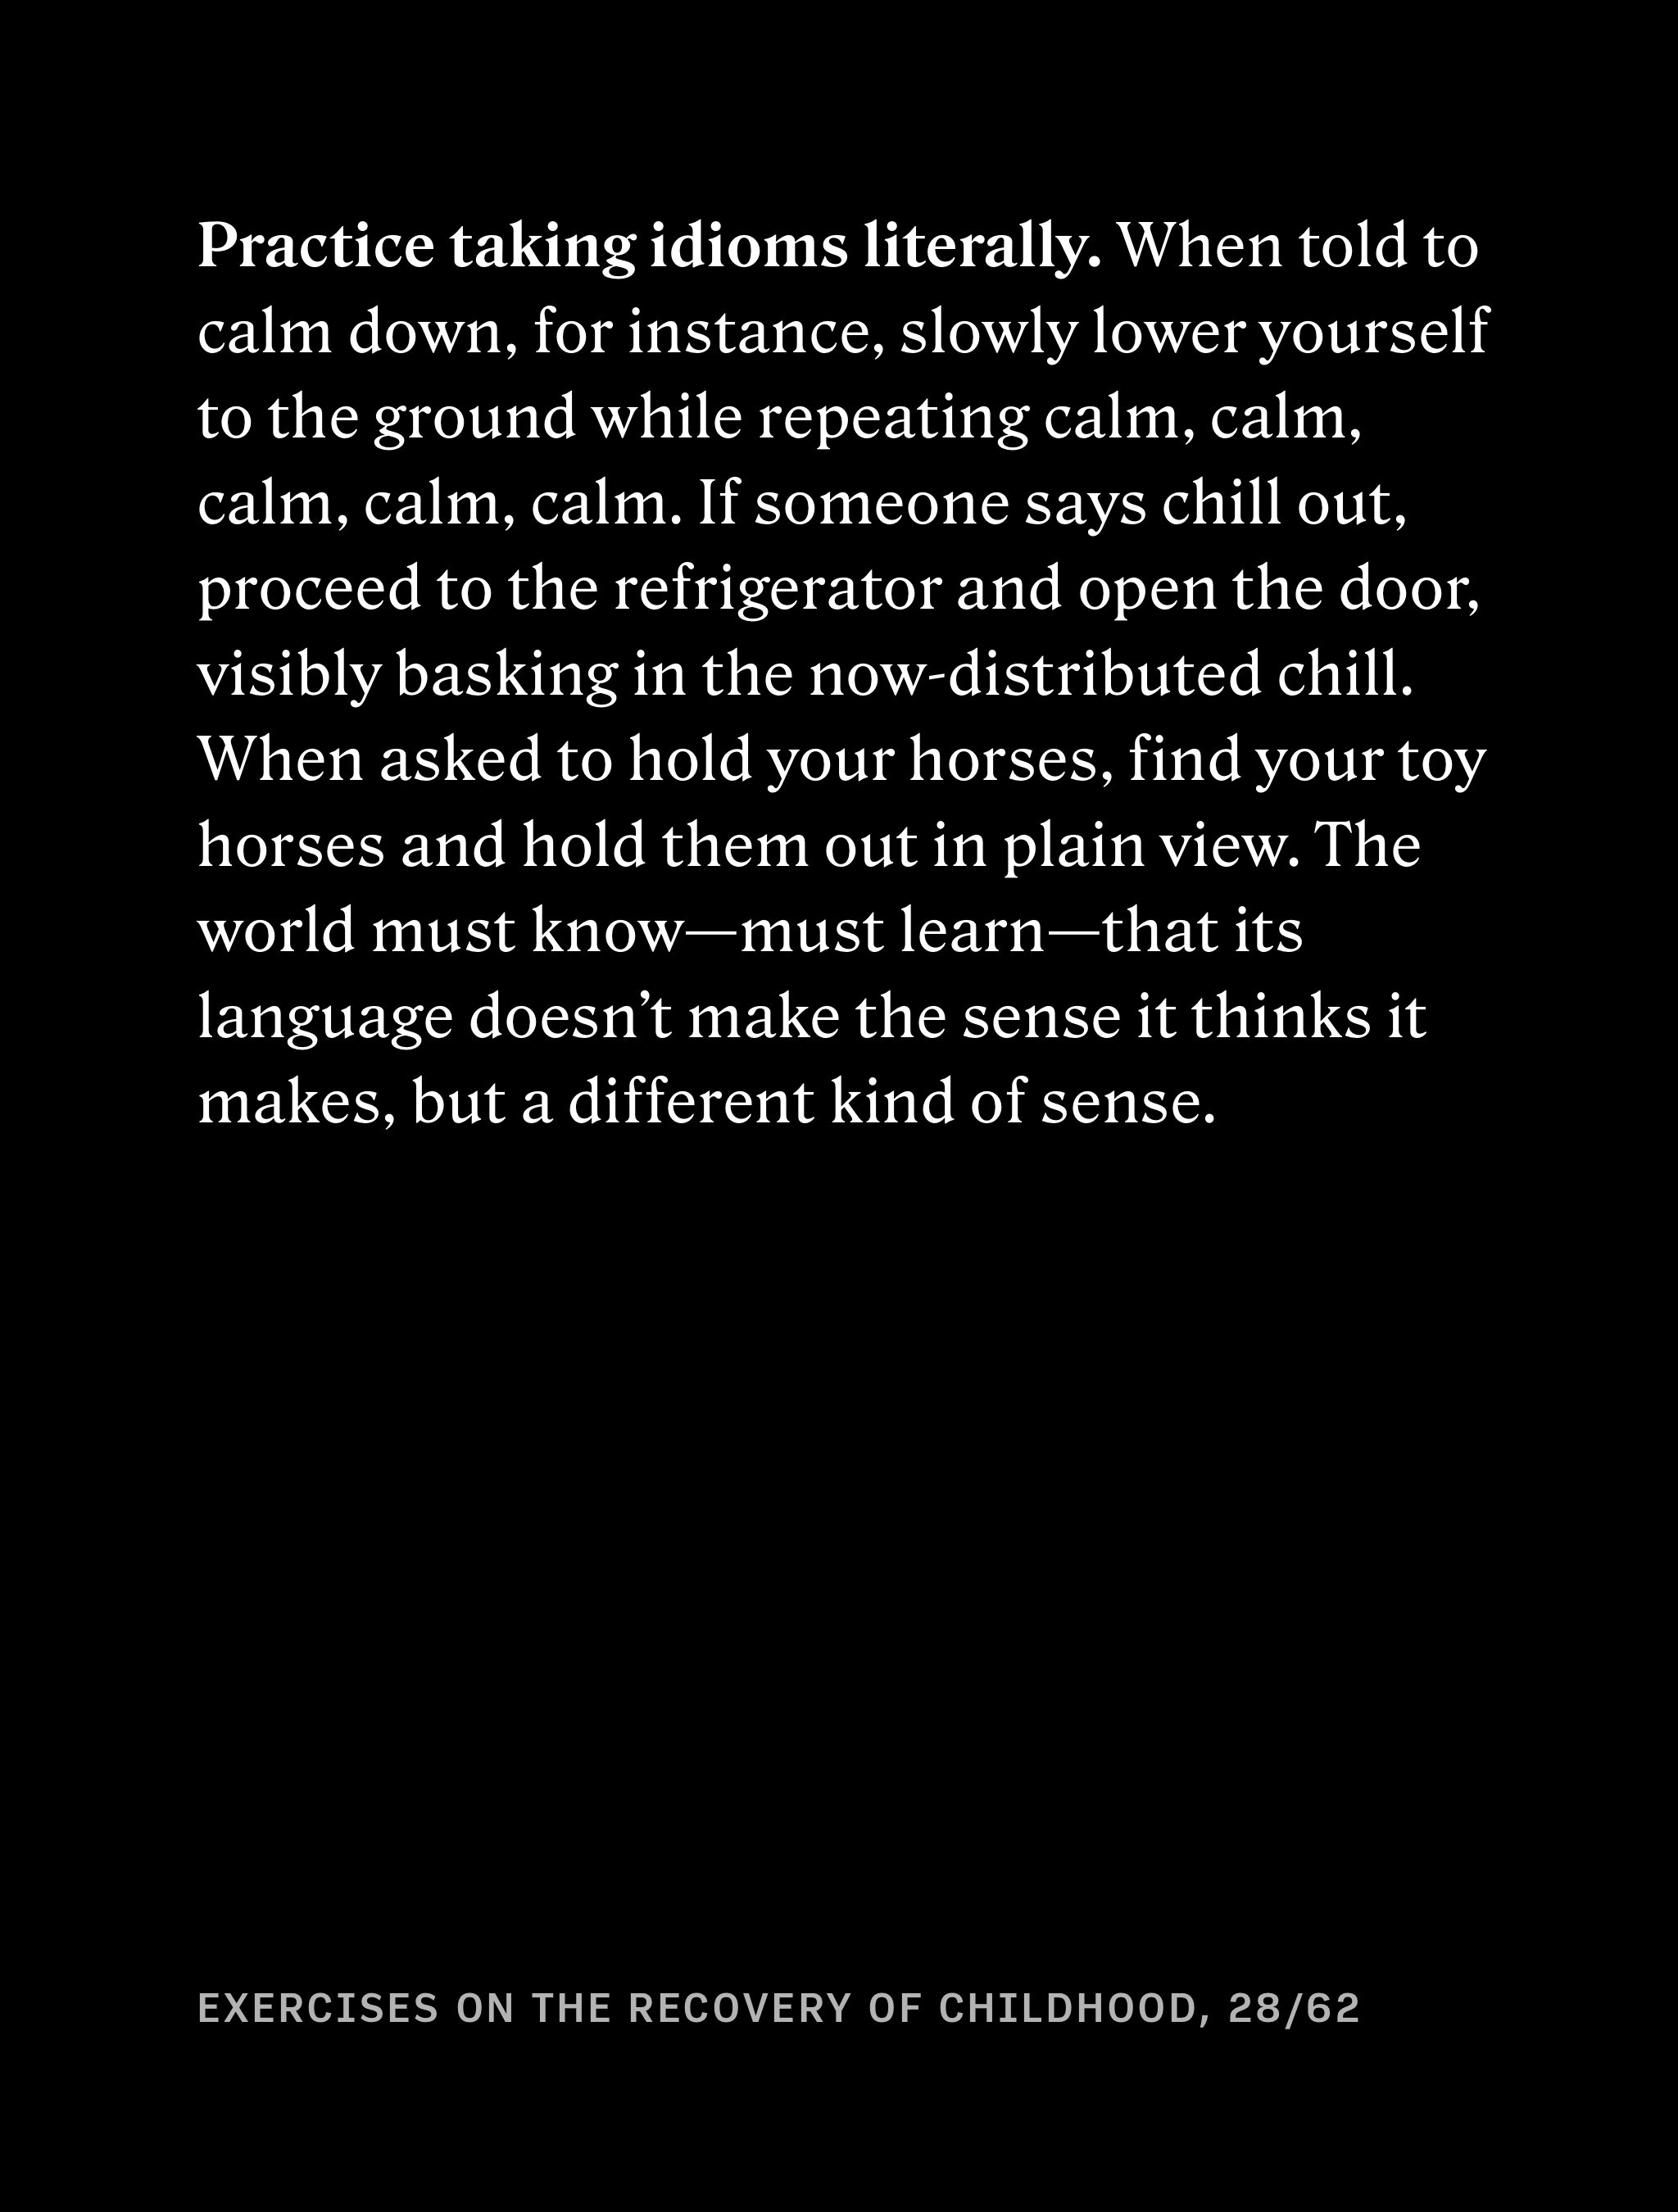 Practice taking idioms literally. When told to
calm down, for instance, slowly lower yourself
to the ground while repeating calm, calm,
calm, calm, calm. If someone says chill out,
proceed to the refrigerator and open the door,
visibly basking in the now-distributed chill.
When asked to hold your horses, find your toy
horses and hold them out in plain view. The
world must know—must learn—that its
language doesn’t make the sense it thinks it
makes, but a different kind of sense.
EXERCISES ON THE RECOVERY OF CHILDHOOD, 28/62